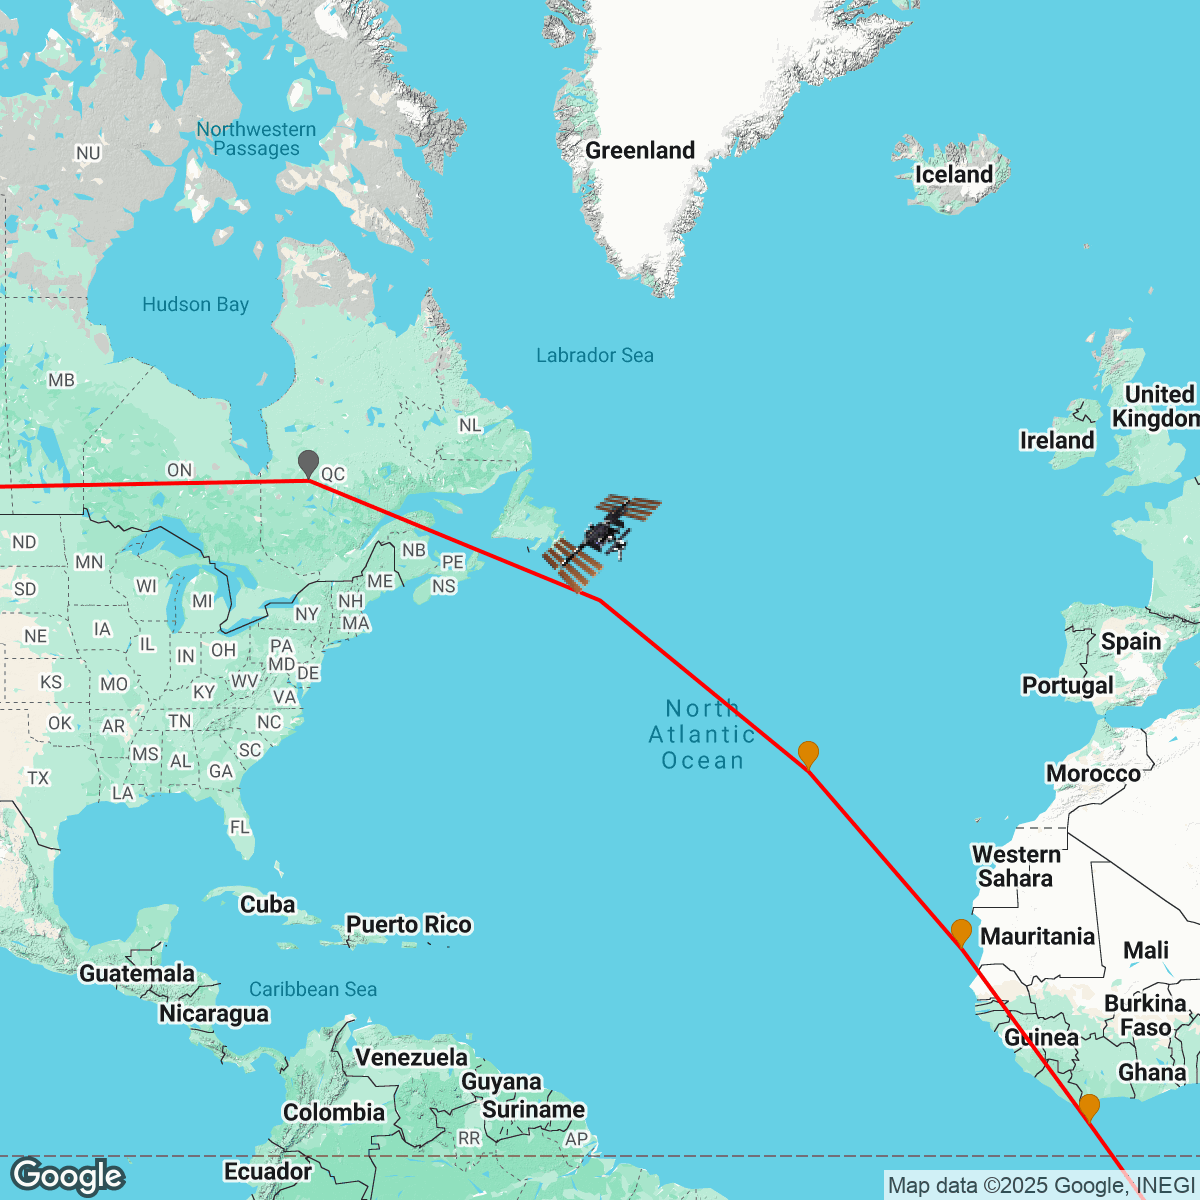 Northwestern
Passages
NU
Greenland
Iceland
Hudson Bay
Labrador Sea
MB
United
Kingdom
NL
Ireland
ON
QC
ND
MN
NB
PE
SD
WI
MI
ME
NS
NY
NH
MA
NE
IA
IL
IN
OH
PA
MD
DE
Spain
KS
MO
KY
WV
VA
Portugal
OK
AR
TN
NC
North
Atlantic
Ocean
MS
AL
SC
GA
TX
LA
Morocco
FL
Western
Sahara
Cuba
Puerto Rico
Mauritania
Mali
Guatemala
Caribbean Sea
Nicaragua
Burkina
Faso
Guinea
Venezuela
Ghana
Guyana
Suriname
Colombia
RR
AP
Ecuador
Google
Map data ©2025 Google, INEGI